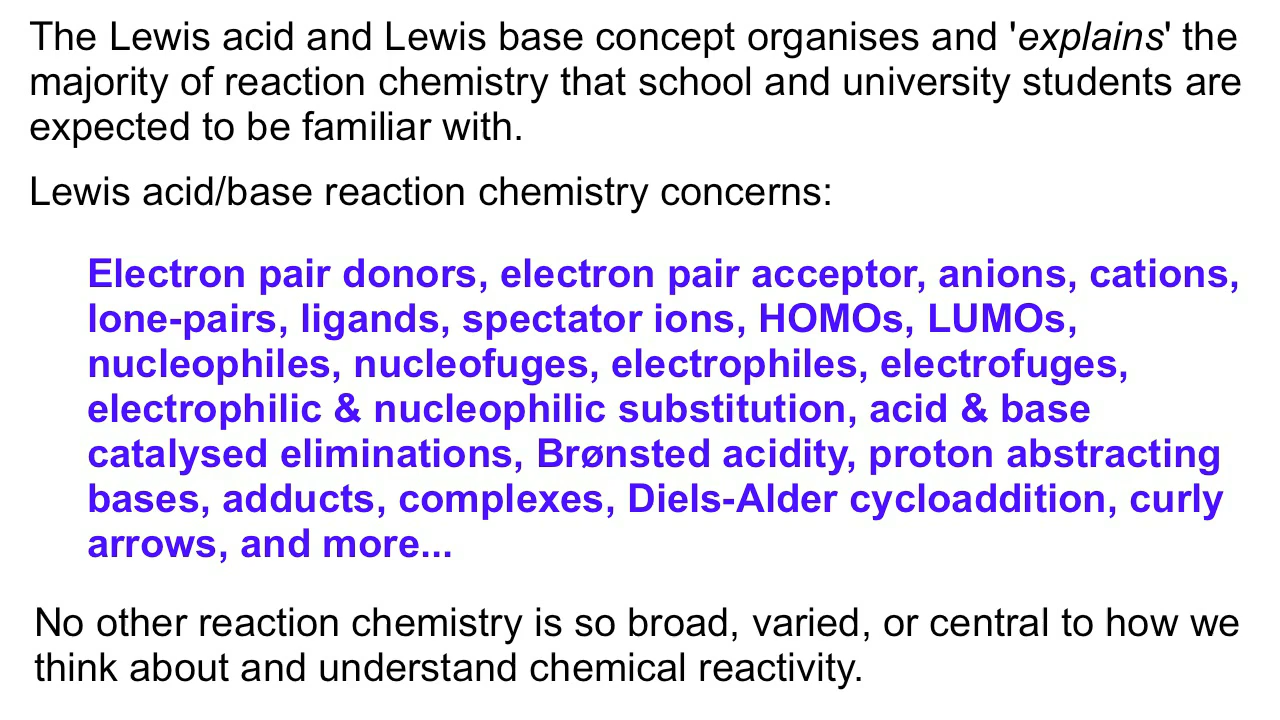 The Lewis acid and Lewis base concept organises and 'explains' the
majority of reaction chemistry that school and university students are
expected to be familiar with.
Lewis acid/base reaction chemistry concerns:
Electron pair donors, electron pair acceptor, anions, cations,
lone-pairs, ligands, spectator ions, HOMOs, LUMOs,
nucleophiles, nucleofuges, electrophiles, electrofuges,
electrophilic & nucleophilic substitution, acid & base
catalysed eliminations, Brønsted acidity, proton abstracting
bases, adducts, complexes, Diels-Alder cycloaddition, curly
arrows, and more...
No other reaction chemistry is so broad, varied, or central to how we
think about and understand chemical reactivity.